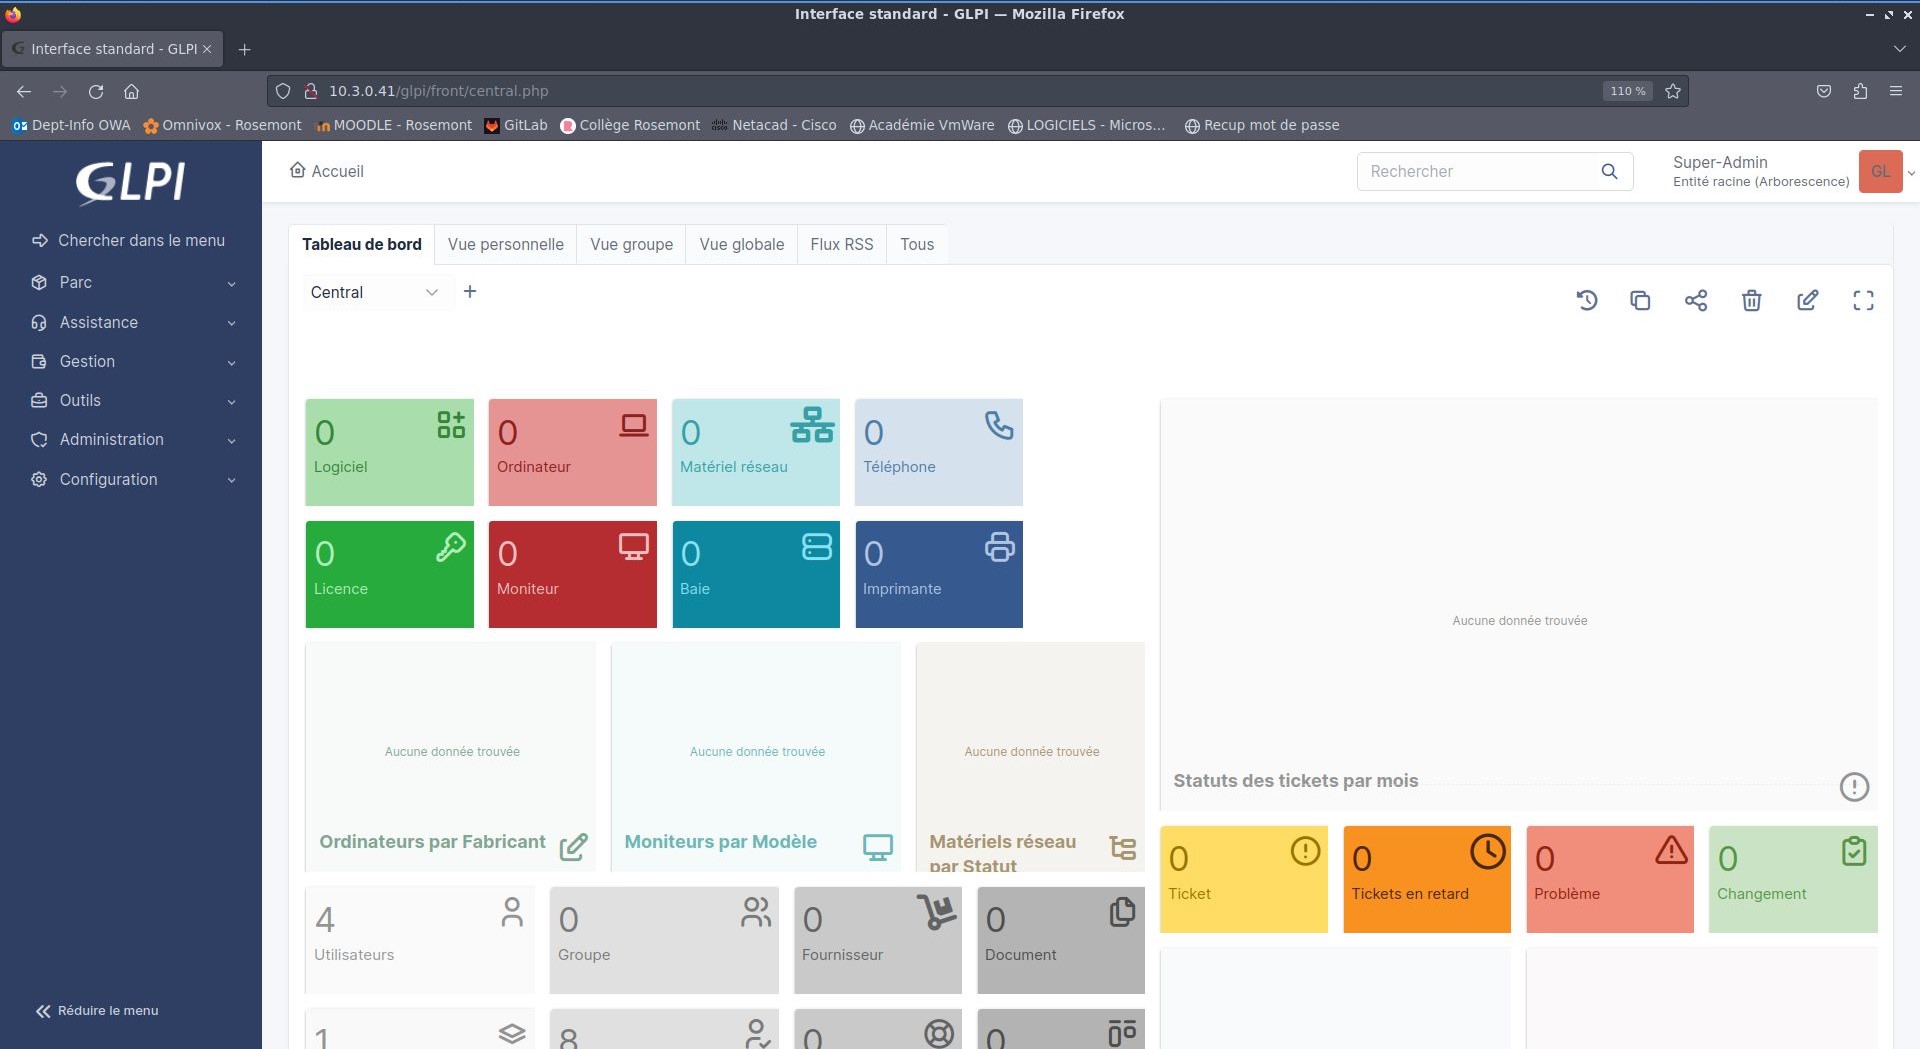 Interface standard - GLPI — Mozilla Firefox
Interface standard - GLPI
10.3.0.41/glpi/front/central.php
110 %
Dept-Info OWA
Omnivox - Rosemont
MOODLE - Rosemont
GitLab
Collège Rosemont
Netacad - Cisco
Académie VmWare
LOGICIELS - Micros...
Recup mot de passe
GLPI
Chercher dans le menu
Parc
Assistance
Gestion
Outils
Administration
Configuration
Réduire le menu
Accueil
Rechercher
Super-Admin
Entité racine (Arborescence)
GL
Tableau de bord
Vue personnelle
Vue groupe
Vue globale
Flux RSS
Tous
Central
0
Logiciel
0
Ordinateur
0
Matériel réseau
0
Téléphone
0
Licence
0
Moniteur
0
Baie
0
Imprimante
Aucune donnée trouvée
Ordinateurs par Fabricant
Aucune donnée trouvée
Moniteurs par Modèle
Aucune donnée trouvée
Matériels réseau
par Statut
4
Utilisateurs
0
Groupe
0
Fournisseur
0
Document
1
8
0
0
Aucune donnée trouvée
Statuts des tickets par mois
0
Ticket
0
Tickets en retard
0
Problème
0
Changement